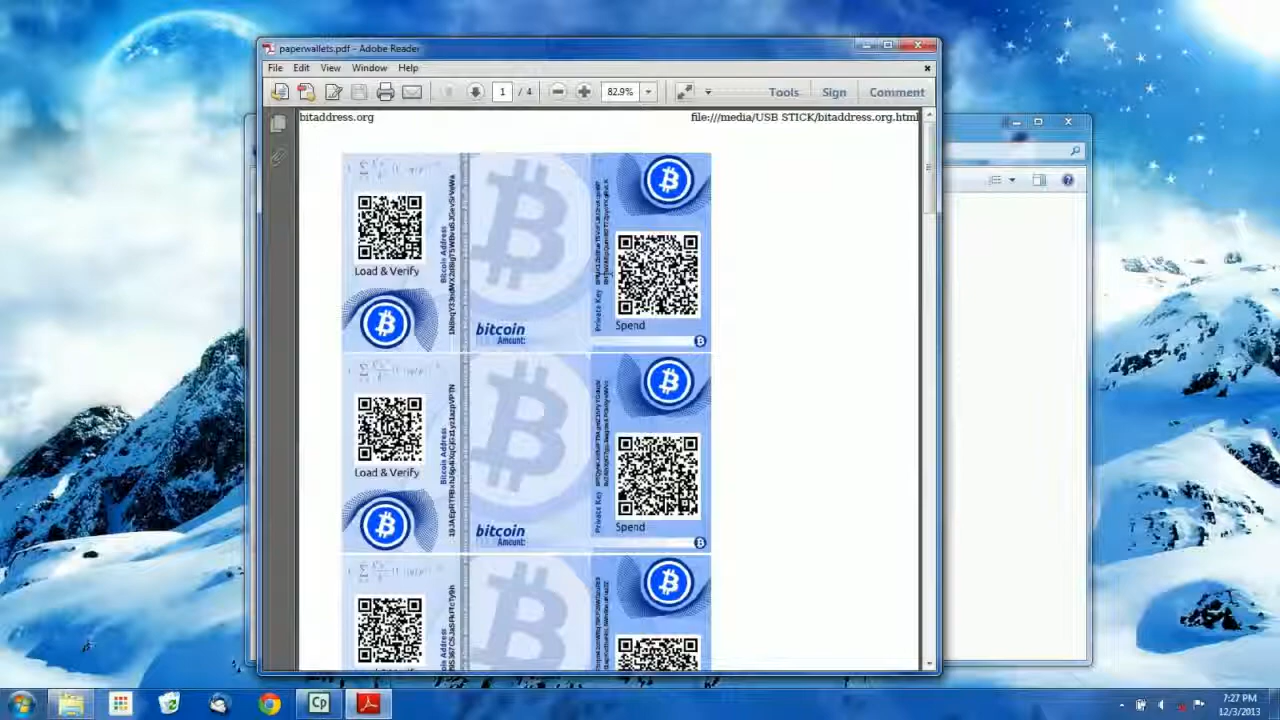 paperwallets.pdf - Adobe Reader
File Edit View Window Help
1 / 4 82.9% Tools Sign Comment
bitaddress.org file:///media/USB STICK/bitaddress.org.html
Load & Verify
Bitcoin Address
bitcoin
Amount:
Private Key
Spend
Load & Verify
Bitcoin Address
bitcoin
Amount:
Private Key
Spend
Bitcoin Address
Cp
7:27 PM
12/3/2013